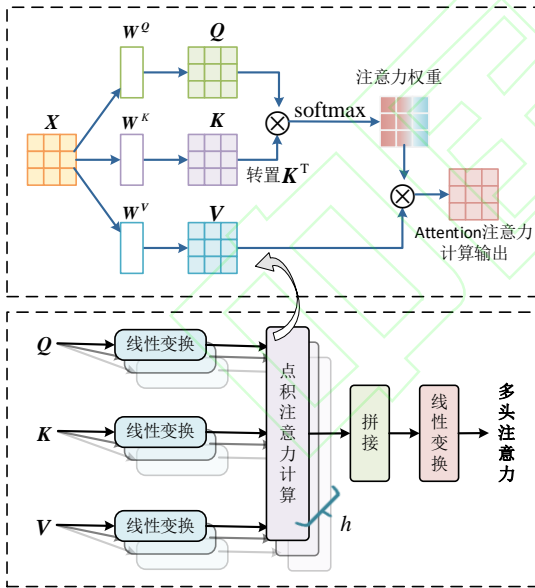 W^Q
Q
X
W^K
K
softmax
注意力权重
转置K^T
W^V
V
Attention注意力
计算输出
Q
线性变换
K
线性变换
V
线性变换
点积注意力计算
h
拼接
线性变换
多头注意力